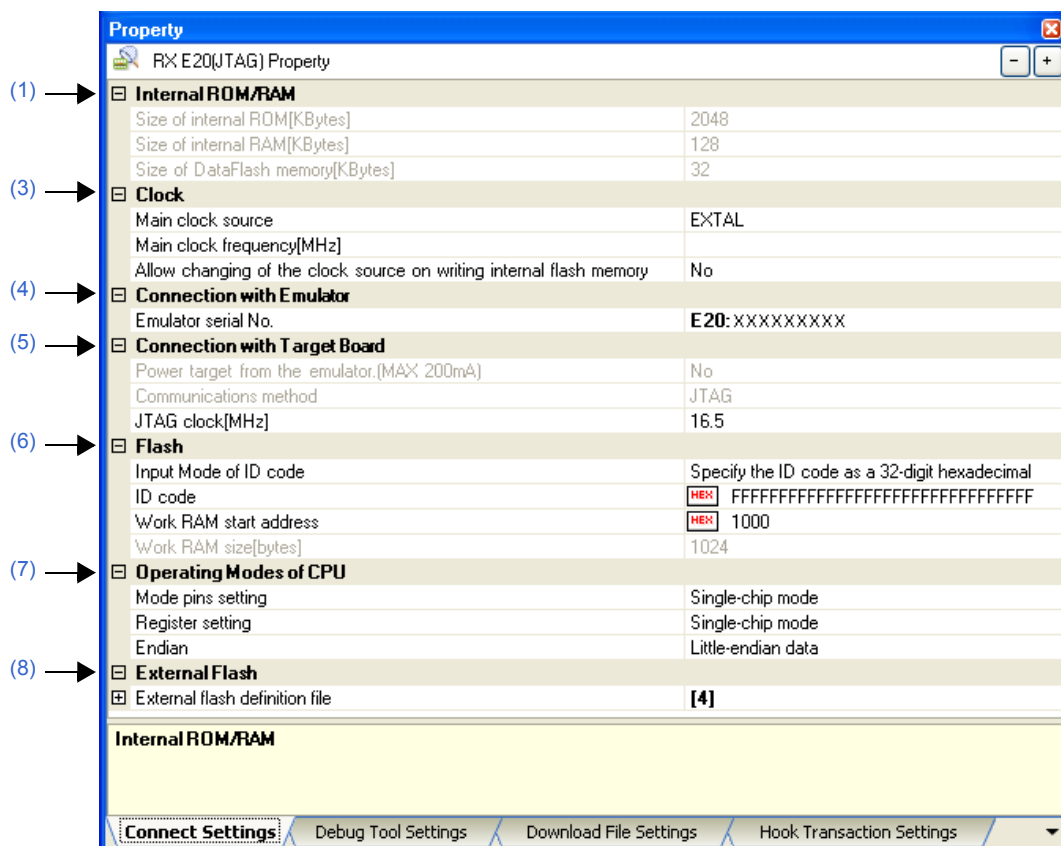 Property
RX E20(JTAG) Property
- +
(1) Internal ROM/RAM
Size of internal ROM[KBytes] 2048
Size of internal RAM[KBytes] 128
Size of DataFlash memory[KBytes] 32
(3) Clock
Main clock source EXTAL
Main clock frequency[MHz]
Allow changing of the clock source on writing internal flash memory No
(4) Connection with Emulator
Emulator serial No. E20:XXXXXXXXX
(5) Connection with Target Board
Power target from the emulator.(MAX 200mA) No
Communications method JTAG
JTAG clock[MHz] 16.5
(6) Flash
Input Mode of ID code Specify the ID code as a 32-digit hexadecimal
ID code HEX FFFFFFFFFFFFFFFFFFFFFFFFFFFFFFFF
Work RAM start address HEX 1000
Work RAM size[bytes] 1024
(7) Operating Modes of CPU
Mode pins setting Single-chip mode
Register setting Single-chip mode
Endian Little-endian data
(8) External Flash
External flash definition file [4]
Internal ROM/RAM
Connect Settings Debug Tool Settings Download File Settings Hook Transaction Settings